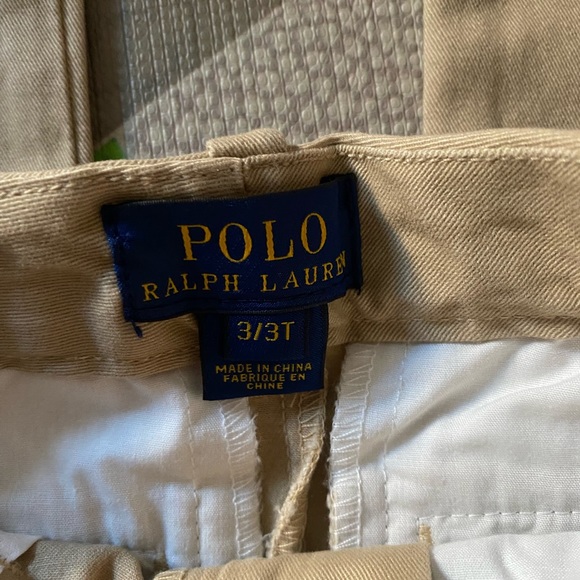 POLO
RALPH LAUREN
3/3T
MADE IN CHINA
FABRIQUE EN
CHINE